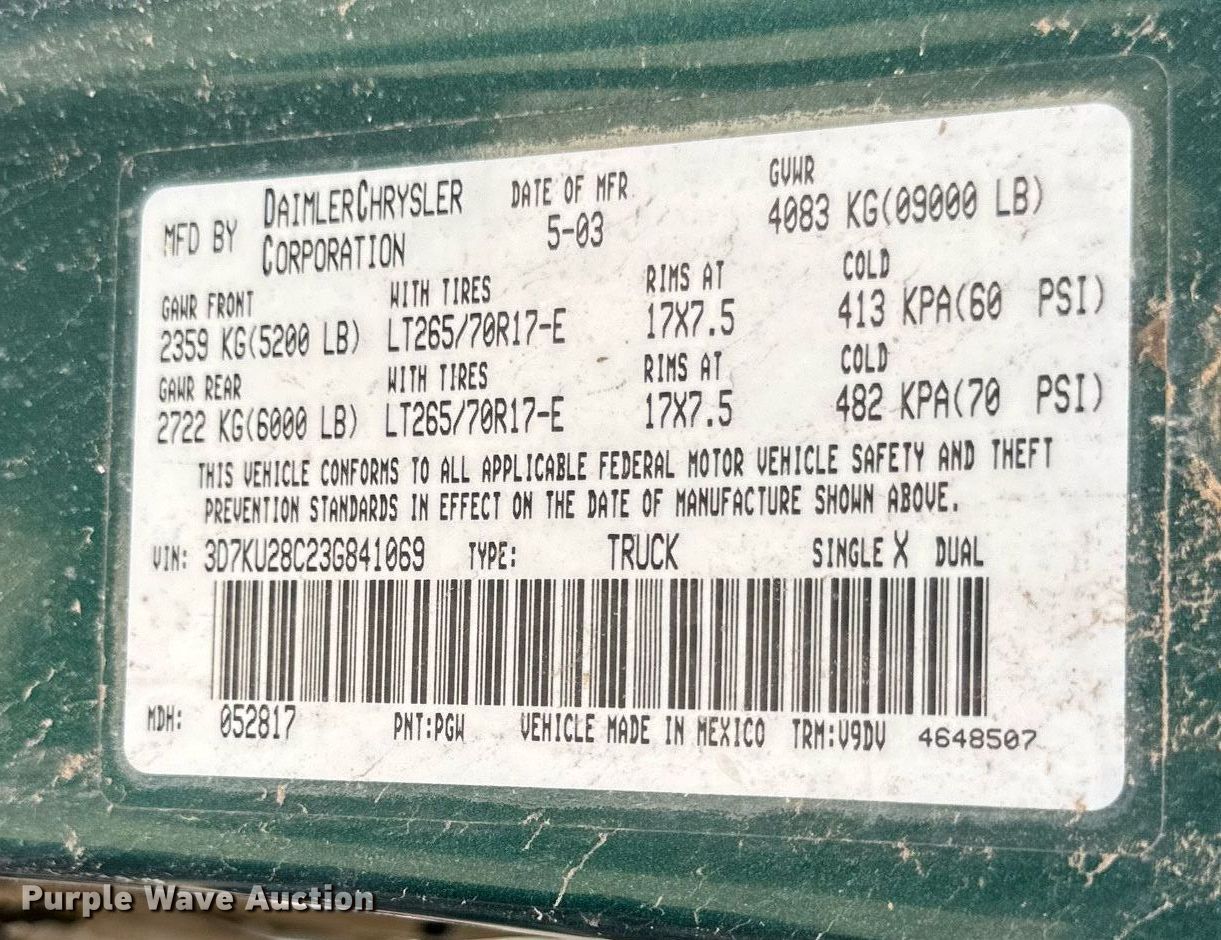 MFD BY DAIMLERCHRYSLER CORPORATION DATE OF MFR 5-03 GVWR 4083 KG(09000 LB)
GAWR FRONT WITH TIRES RIMS AT COLD
2359 KG(5200 LB) LT265/70R17-E 17X7.5 413 KPA(60 PSI)
GAWR REAR WITH TIRES RIMS AT COLD
2722 KG(6000 LB) LT265/70R17-E 17X7.5 482 KPA(70 PSI)
THIS VEHICLE CONFORMS TO ALL APPLICABLE FEDERAL MOTOR VEHICLE SAFETY AND THEFT
PREVENTION STANDARDS IN EFFECT ON THE DATE OF MANUFACTURE SHOWN ABOVE.
VIN: 3D7KU28C23G841069 TYPE: TRUCK SINGLE X DUAL
MDH: 052817 PNT:PGW VEHICLE MADE IN MEXICO TRM:V9DV 4648507
Purple Wave Auction